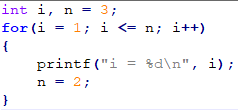 int i, n = 3;
for(i = 1; i <= n; i++)
{
    printf("i = %d\n", i);
    n = 2;
}